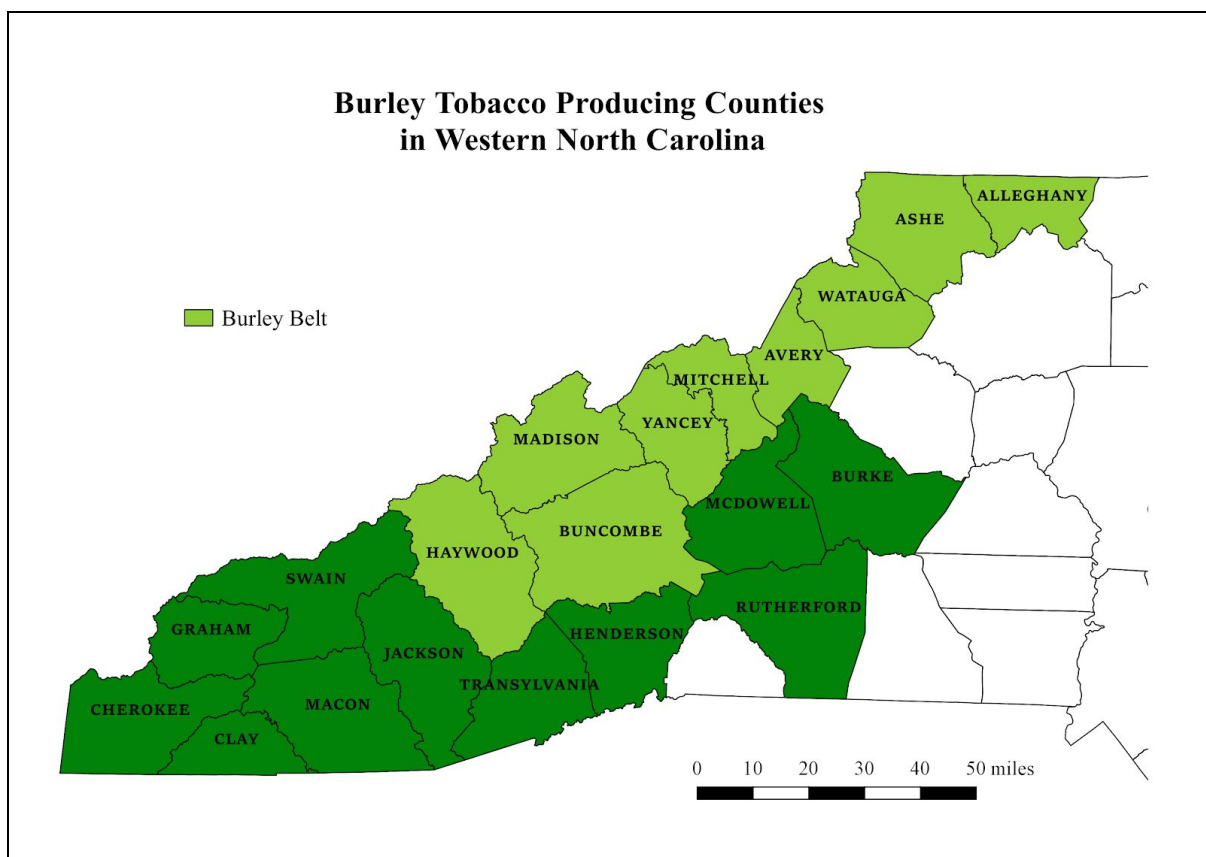 Burley Tobacco Producing Counties
in Western North Carolina
ALLEGHANY
ASHE
WATAUGA
Burley Belt
AVERY
MITCHELL
YANCEY
MADISON
BURKE
MCDOWELL
BUNCOMBE
HAYWOOD
SWAIN
RUTHERFORD
GRAHAM
HENDERSON
JACKSON
TRANSYLVANIA
CHEROKEE
MACON
CLAY
0 10 20 30 40 50 miles